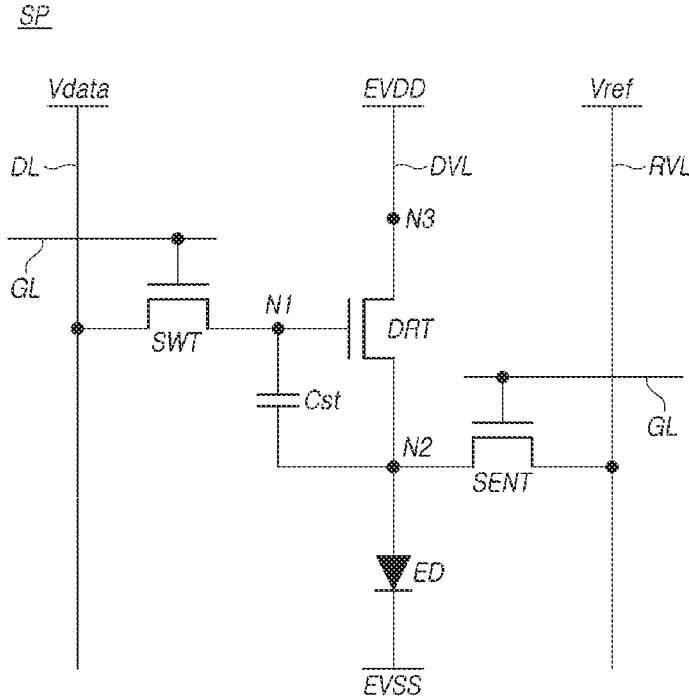 SP
Vdata
EVDD
Vref
DL
DVL
RVL
N3
GL
N1
SWT
DRT
Cst
GL
N2
SENT
ED
EVSS